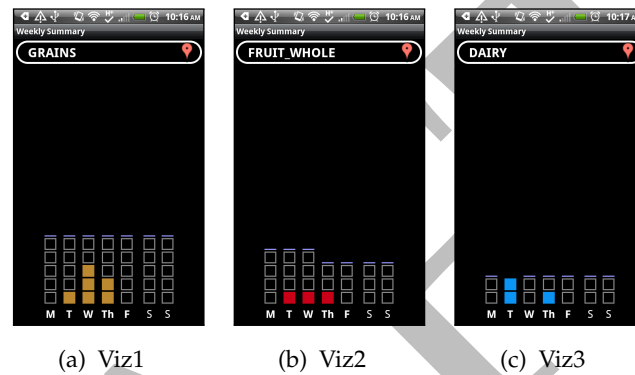 10:16 AM
Weekly Summary
GRAINS
M T W Th F S S
(a) Viz1
10:16 AM
Weekly Summary
FRUIT_WHOLE
M T W Th F S S
(b) Viz2
10:17
Weekly Summary
DAIRY
M T W Th F S S
(c) Viz3